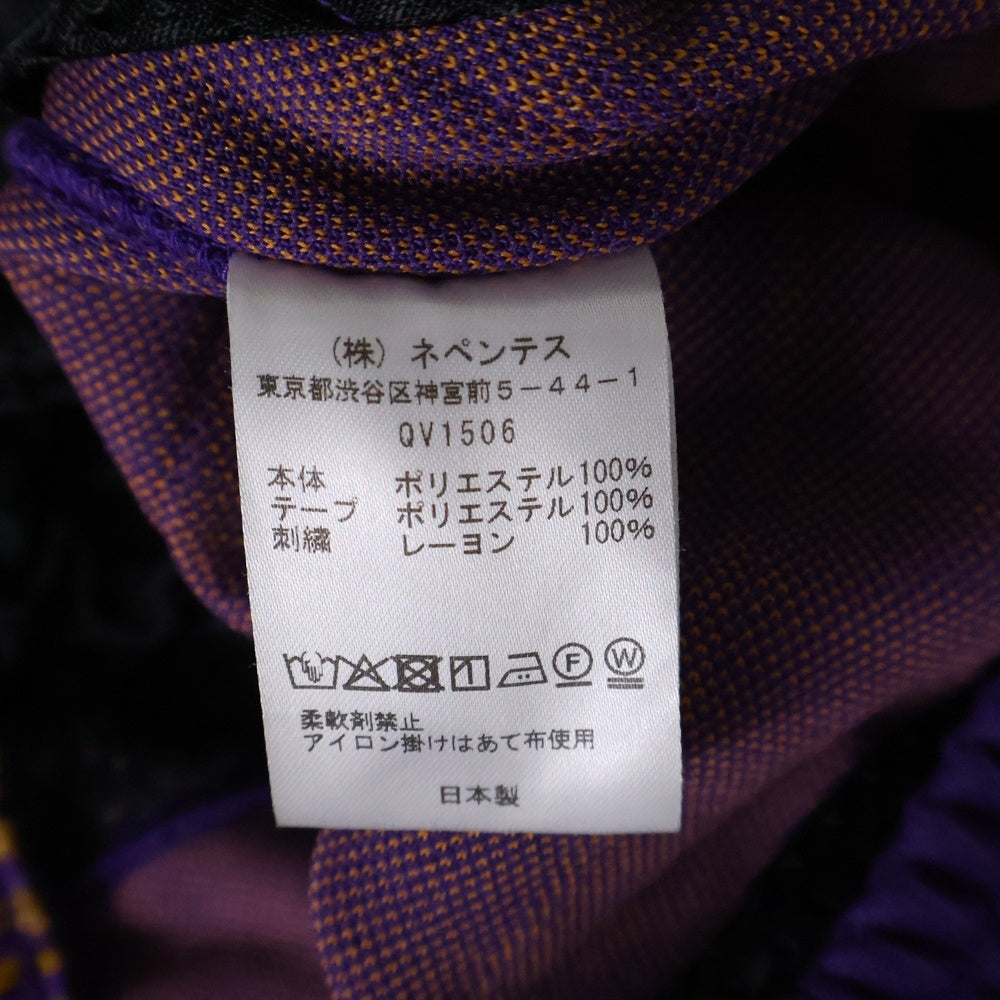 （株）ネペンテス
東京都渋谷区神宮前５－４４－１
QV1506
本体 ポリエステル100%
テープ ポリエステル100%
刺繍 レーヨン 100%
F W
柔軟剤禁止
アイロン掛けはあて布使用
日本製